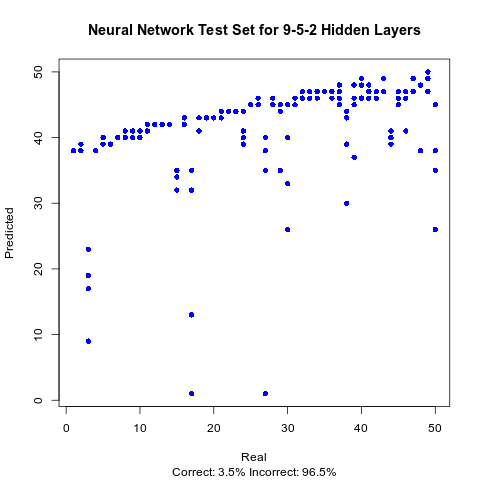 Neural Network Test Set for 9-5-2 Hidden Layers
Predicted
50
40
30
20
10
0
0 10 20 30 40 50
Real
Correct: 3.5% Incorrect: 96.5%